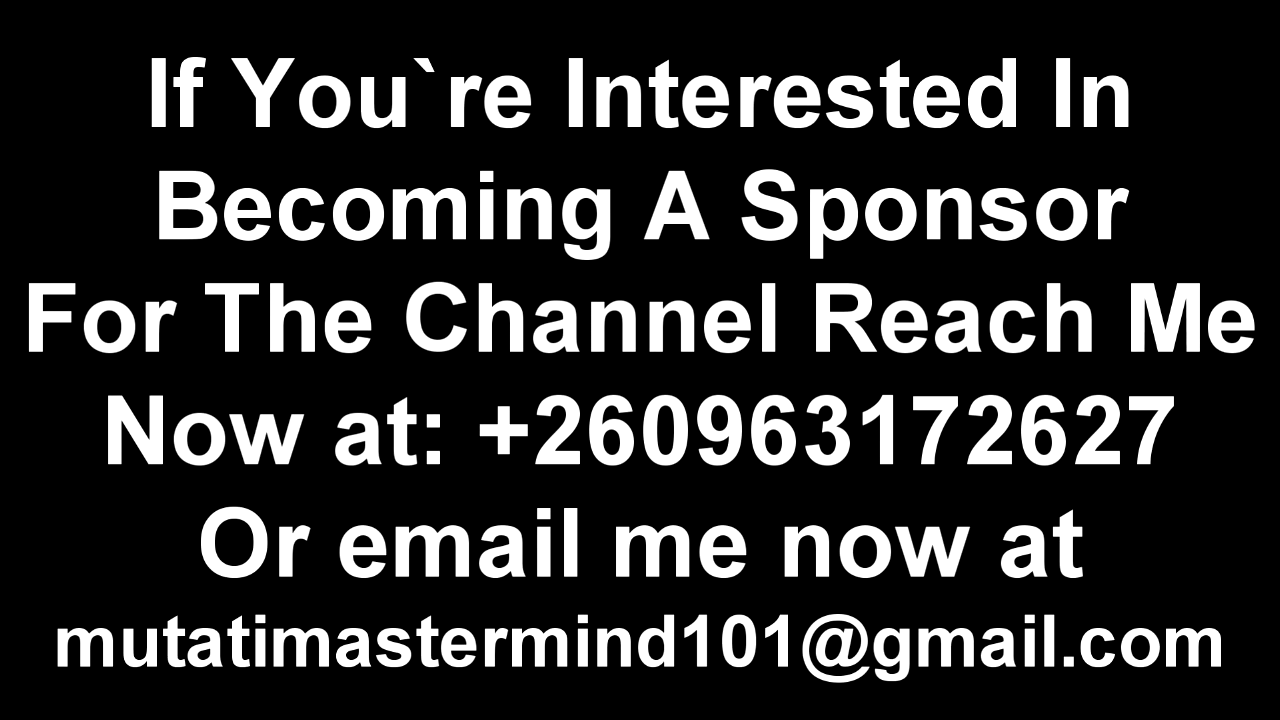 If You`re Interested In
Becoming A Sponsor
For The Channel Reach Me
Now at: +260963172627
Or email me now at
mutatimastermind101@gmail.com